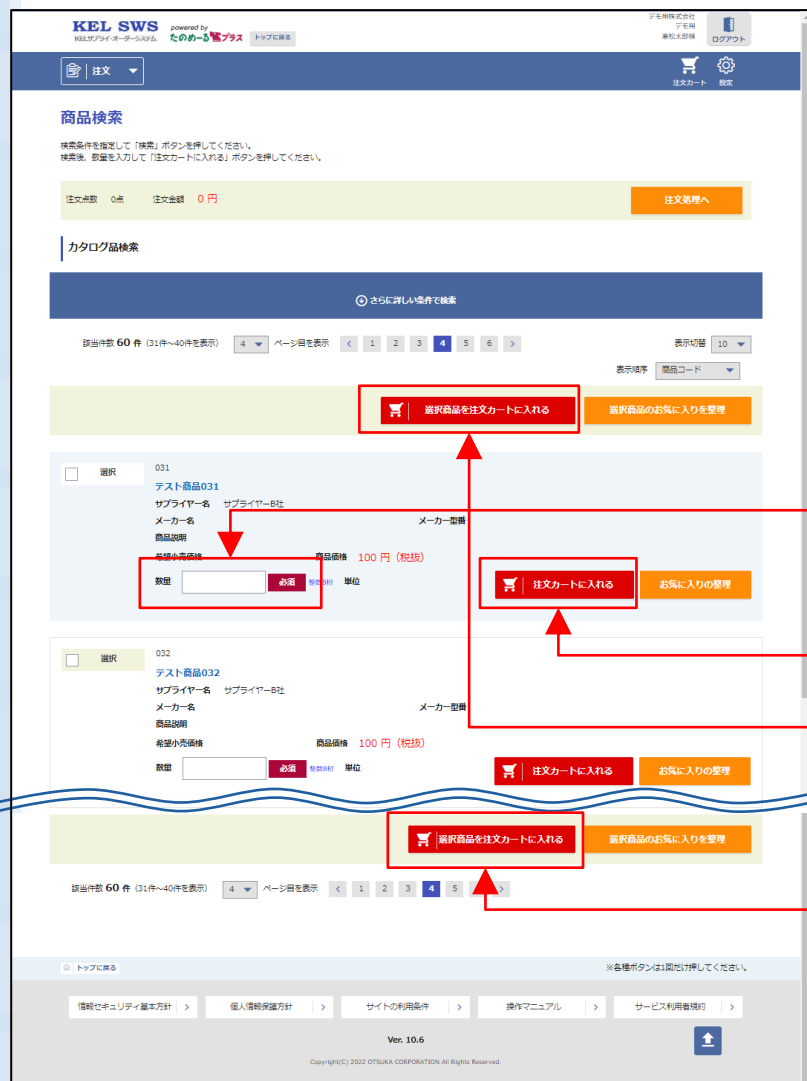 KEL SWS powered by
KELサプライ・オーダーシステム たのめーるプラス トップに戻る
デモ用株式会社
デモ用
兼松太郎様 ログアウト
注文
注文カート 設定
商品検索
検索条件を指定して「検索」ボタンを押してください。
検索後、数量を入力して「注文カートに入れる」ボタンを押してください。
注文点数 0点 注文金額 0 円 注文処理へ
カタログ品検索
さらに詳しい条件で検索
該当件数 60 件 (31件～40件を表示) 4 ページ目を表示 < 1 2 3 4 5 6 > 表示切替 10
表示順序 商品コード
選択商品を注文カートに入れる 選択商品のお気に入りを整理
選択 031
テスト商品031
サプライヤー名 サプライヤーB社
メーカー名 メーカー型番
商品説明
希望小売価格 商品価格 100 円 (税抜)
数量 必須 整数8桁 単位 注文カートに入れる お気に入りの整理
選択 032
テスト商品032
サプライヤー名 サプライヤーB社
メーカー名 メーカー型番
商品説明
希望小売価格 商品価格 100 円 (税抜)
数量 必須 整数8桁 単位 注文カートに入れる お気に入りの整理
選択商品を注文カートに入れる 選択商品のお気に入りを整理
該当件数 60 件 (31件～40件を表示) 4 ページ目を表示 < 1 2 3 4 5 >
トップに戻る ※各種ボタンは1回だけ押してください。
情報セキュリティ基本方針 > 個人情報保護方針 > サイトの利用条件 > 操作マニュアル > サービス利用者規約 >
Ver. 10.6
Copyright(C) 2022 OTSUKA CORPORATION All Rights Reserved.